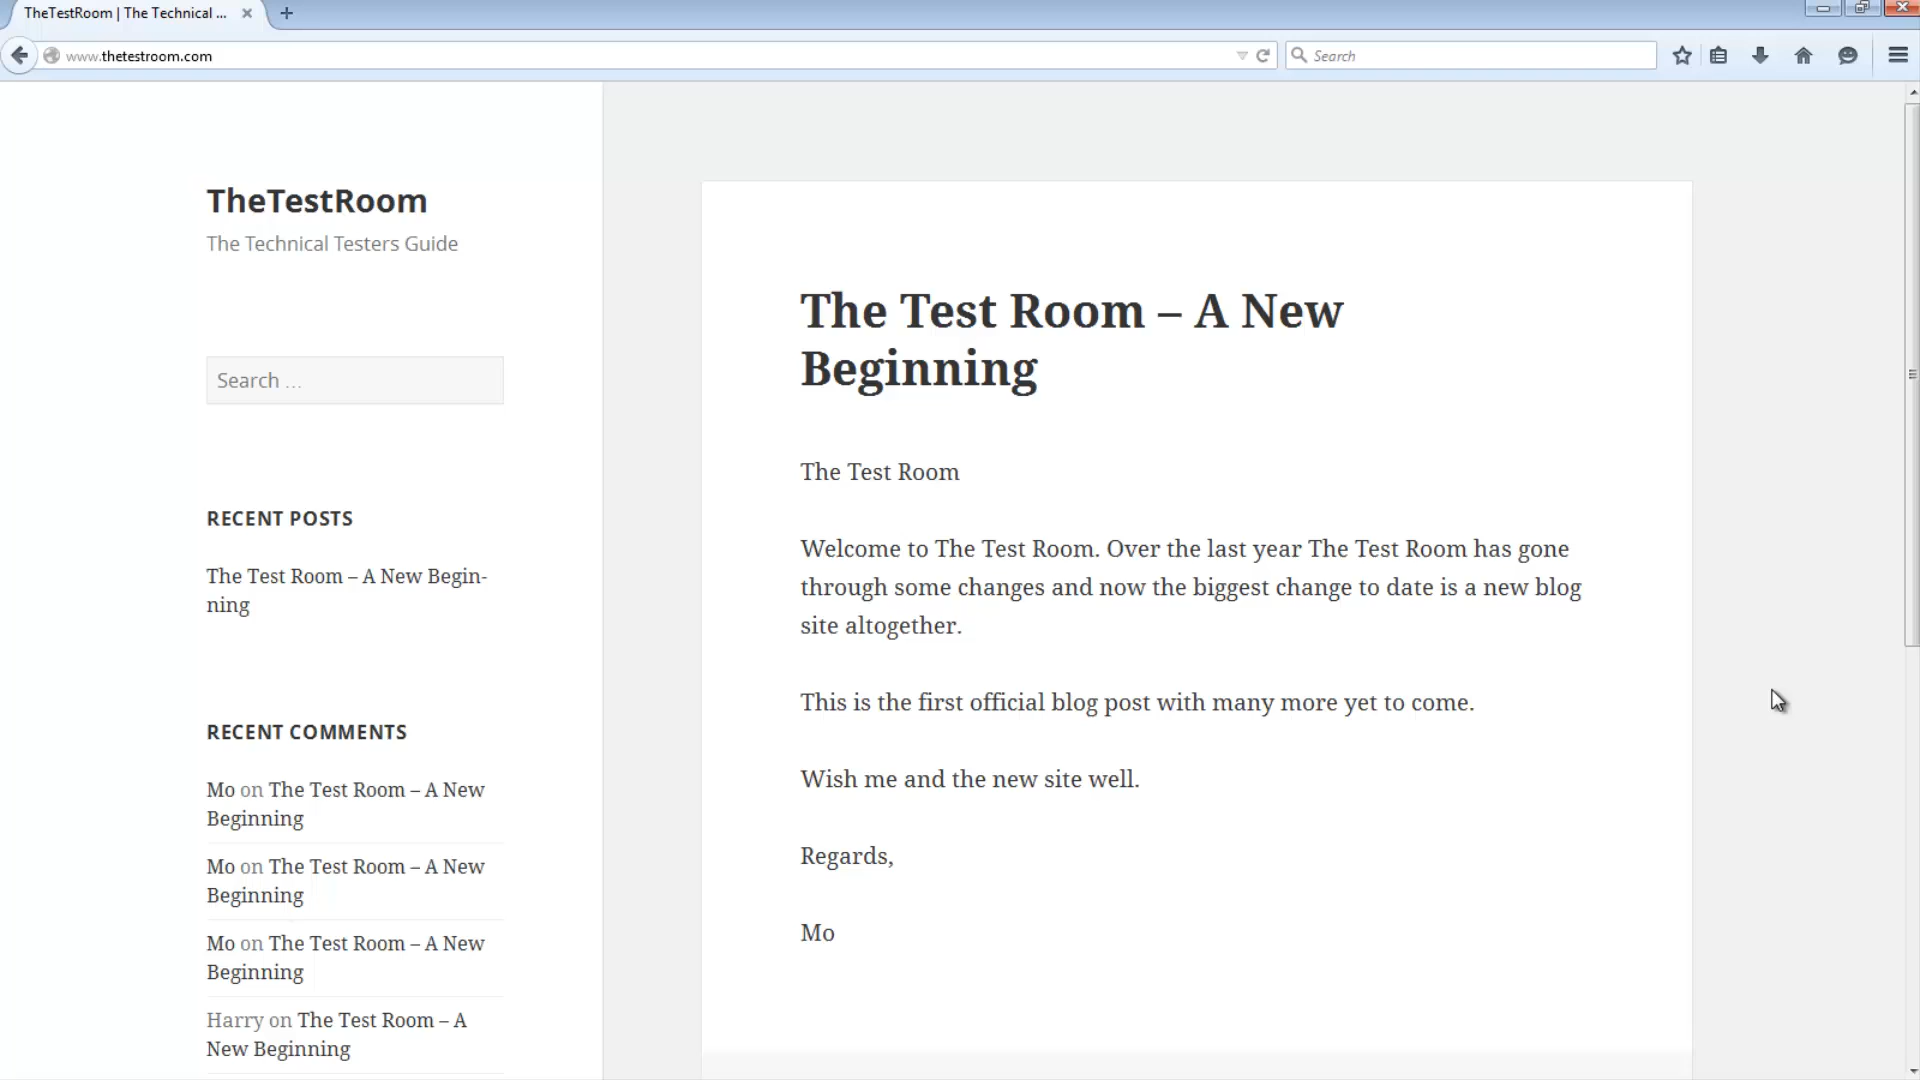 TheTestRoom | The Technical ...
www.thetestroom.com
Search
TheTestRoom
The Technical Testers Guide
Search ...
RECENT POSTS
The Test Room – A New Begin-
ning
RECENT COMMENTS
Mo on The Test Room – A New
Beginning
Mo on The Test Room – A New
Beginning
Mo on The Test Room – A New
Beginning
Harry on The Test Room – A
New Beginning
The Test Room – A New
Beginning
The Test Room
Welcome to The Test Room. Over the last year The Test Room has gone
through some changes and now the biggest change to date is a new blog
site altogether.
This is the first official blog post with many more yet to come.
Wish me and the new site well.
Regards,
Mo